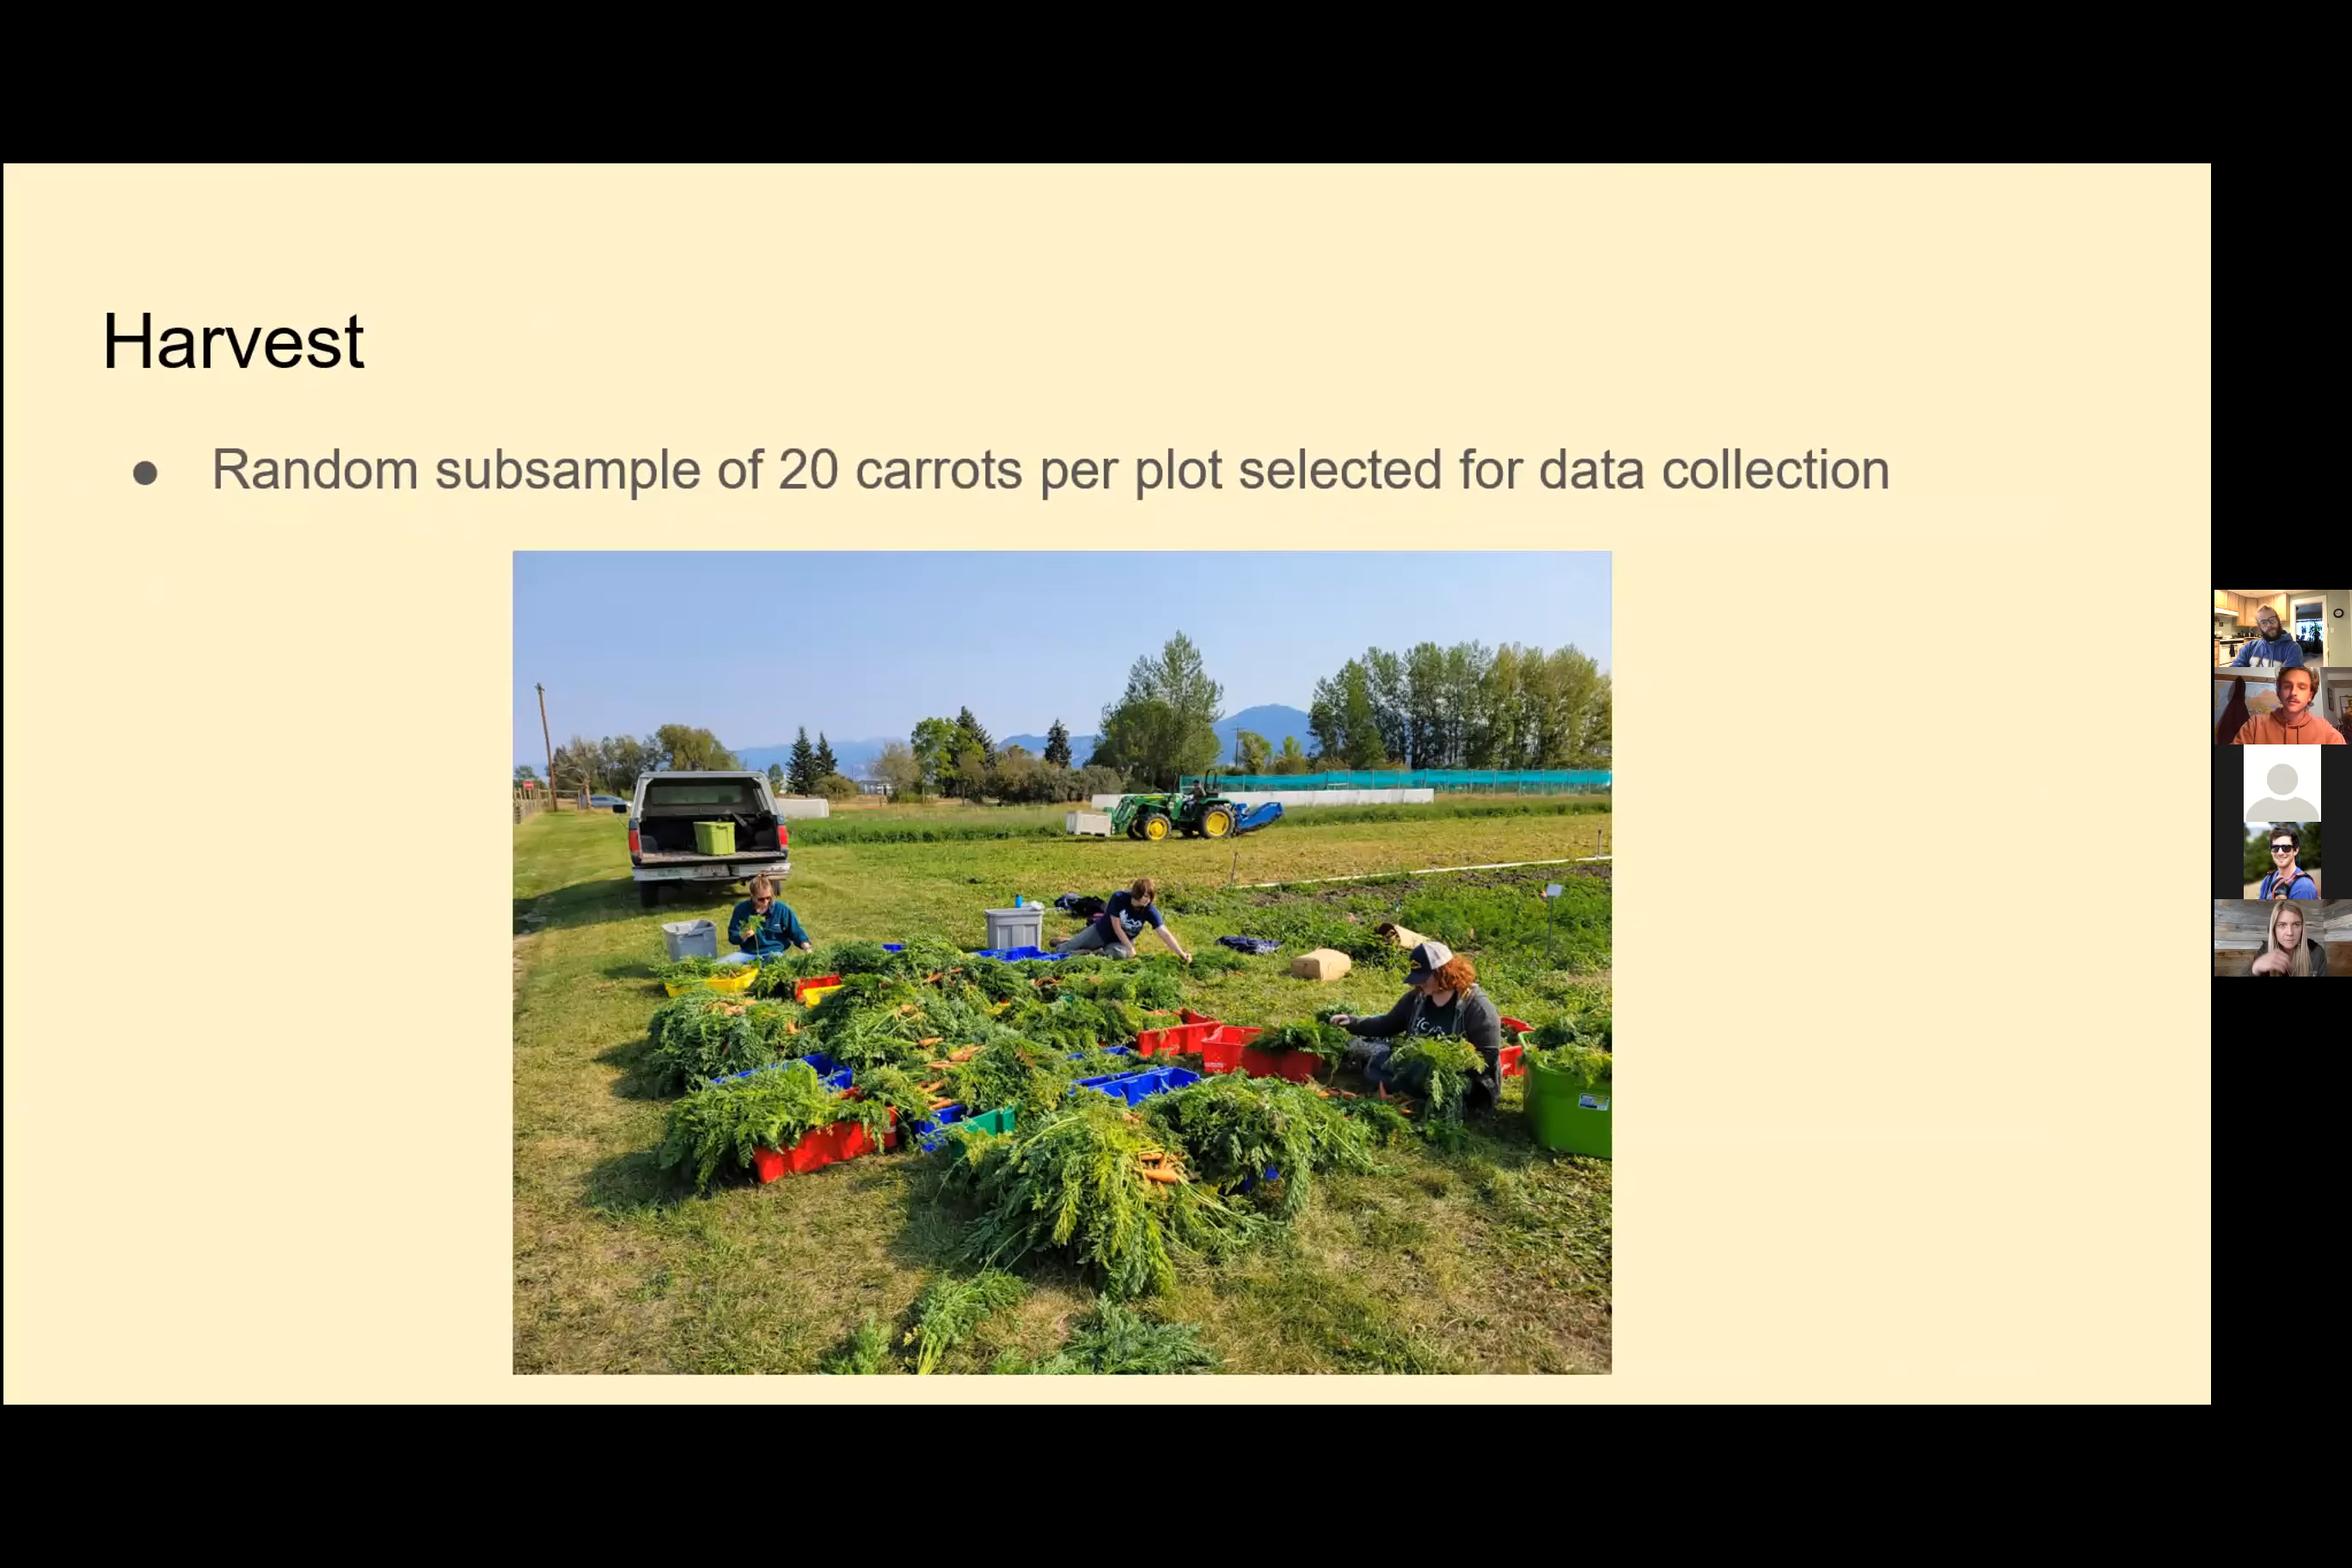 Harvest
● Random subsample of 20 carrots per plot selected for data collection